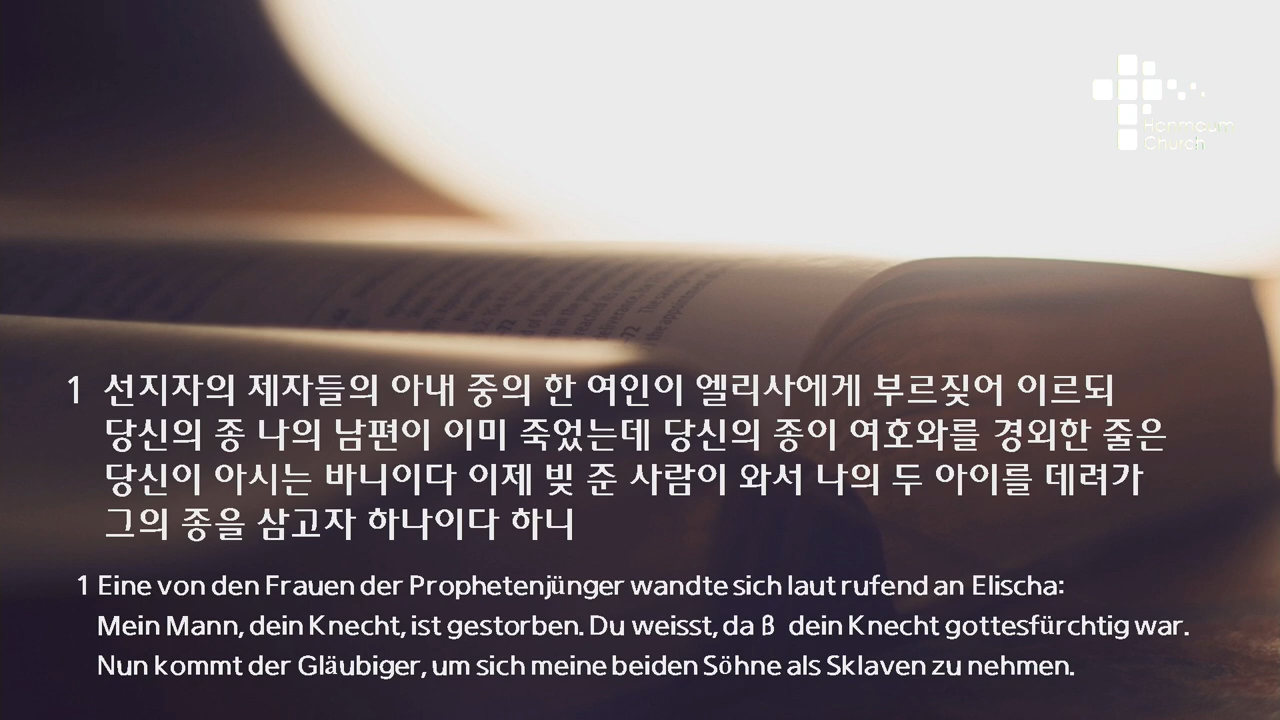 Hanmaum
Church
1 선지자의 제자들의 아내 중의 한 여인이 엘리사에게 부르짖어 이르되
당신의 종 나의 남편이 이미 죽었는데 당신의 종이 여호와를 경외한 줄은
당신이 아시는 바니이다 이제 빚 준 사람이 와서 나의 두 아이를 데려가
그의 종을 삼고자 하나이다 하니
1 Eine von den Frauen der Prophetenjünger wandte sich laut rufend an Elischa:
Mein Mann, dein Knecht, ist gestorben. Du weisst, da ß dein Knecht gottesfürchtig war.
Nun kommt der Gläubiger, um sich meine beiden Söhne als Sklaven zu nehmen.